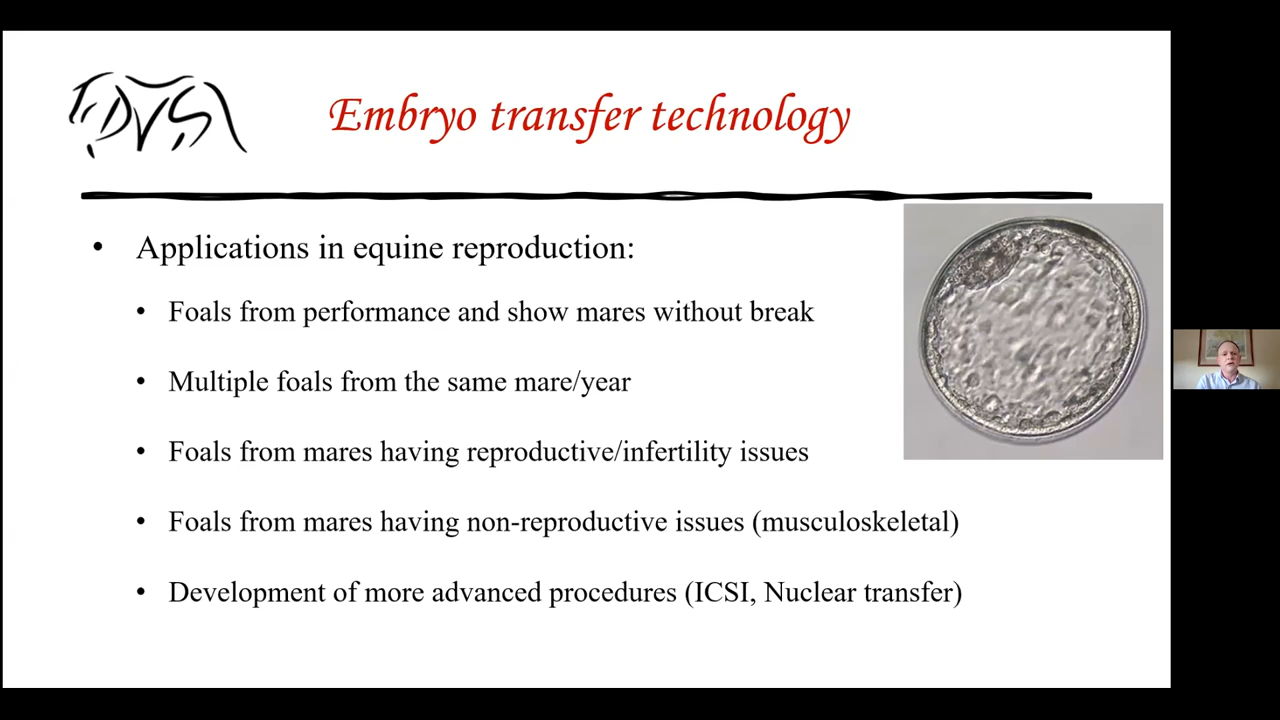 Embryo transfer technology
• Applications in equine reproduction:
• Foals from performance and show mares without break
• Multiple foals from the same mare/year
• Foals from mares having reproductive/infertility issues
• Foals from mares having non-reproductive issues (musculoskeletal)
• Development of more advanced procedures (ICSI, Nuclear transfer)